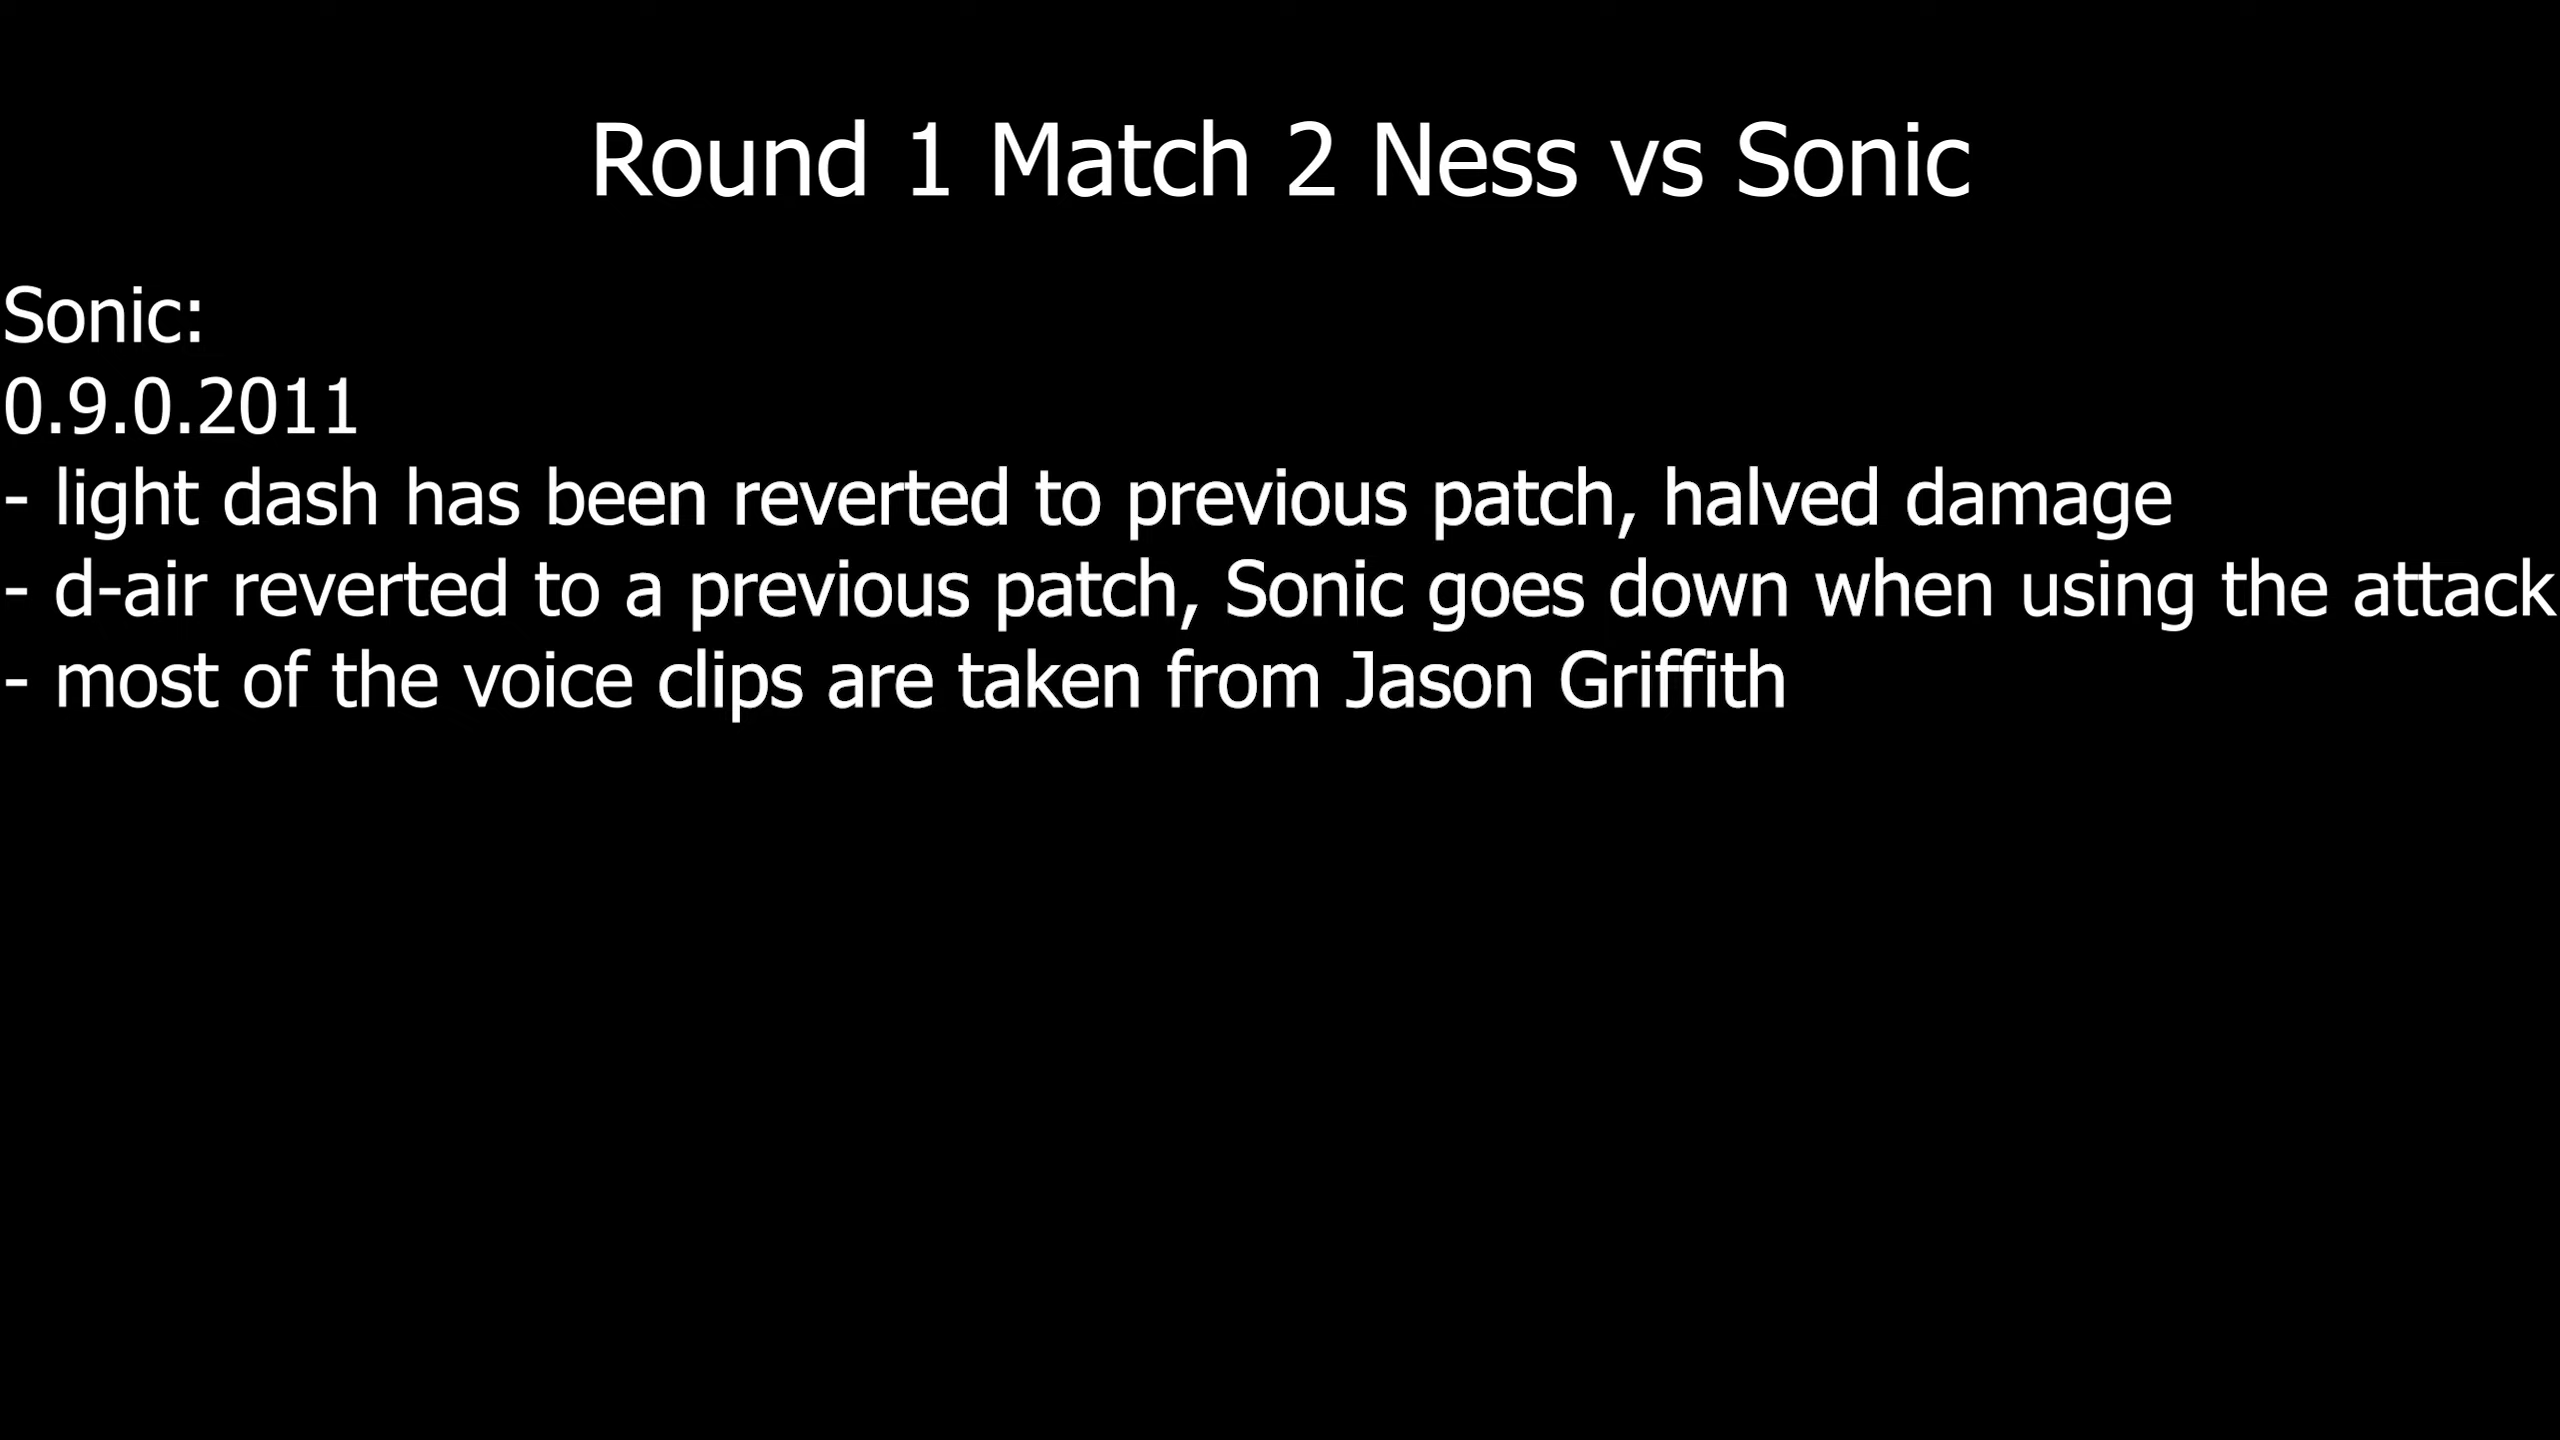 Round 1 Match 2 Ness vs Sonic
Sonic:
0.9.0.2011
- light dash has been reverted to previous patch, halved damage
- d-air reverted to a previous patch, Sonic goes down when using the attack
- most of the voice clips are taken from Jason Griffith